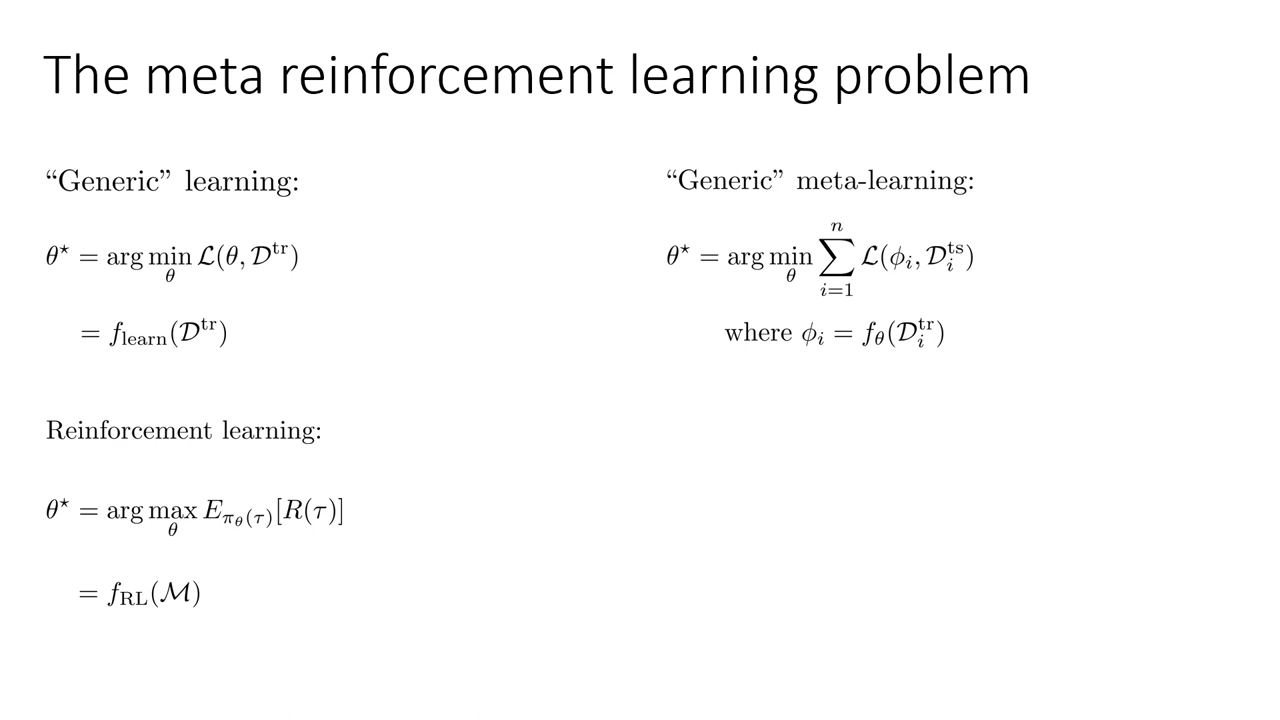 The meta reinforcement learning problem
“Generic” learning:
θ⋆ = arg min_θ ℒ(θ, 𝒟^tr)
= f_learn(𝒟^tr)
“Generic” meta-learning:
θ⋆ = arg min_θ ∑_{i=1}^{n} ℒ(ϕ_i, 𝒟_i^ts)
where ϕ_i = f_θ(𝒟_i^tr)
Reinforcement learning:
θ⋆ = arg max_θ E_{π_θ(τ)}[R(τ)]
= f_RL(ℳ)